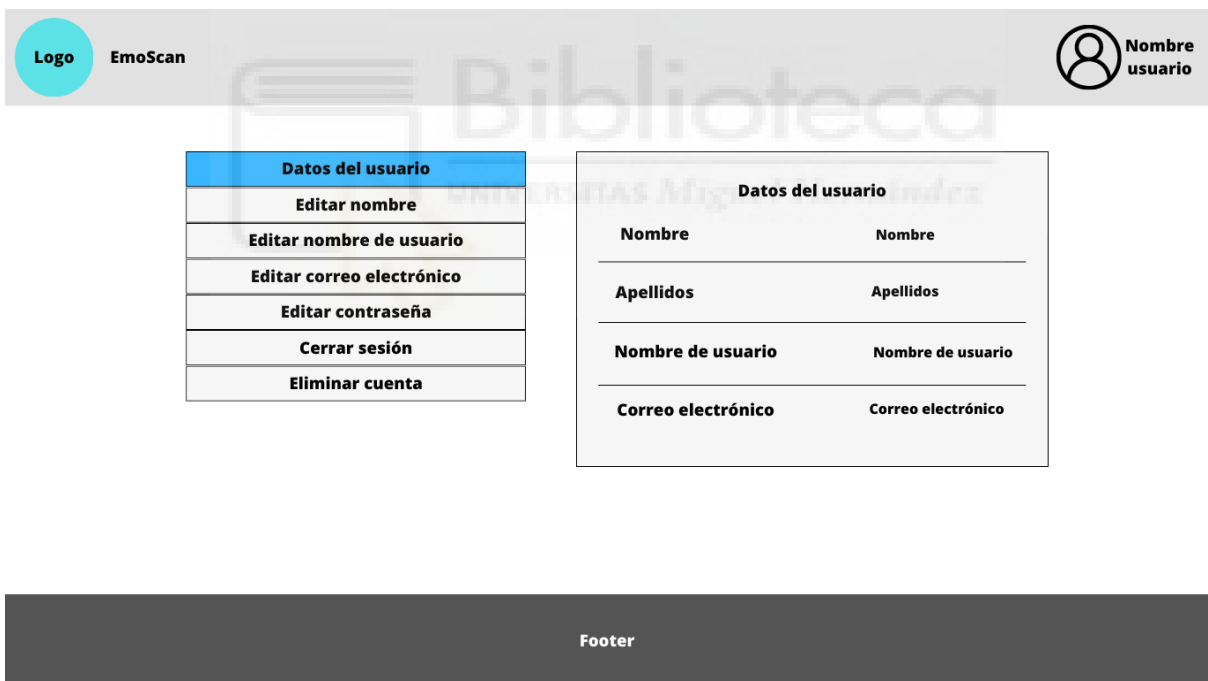 Logo
EmoScan
Nombre
usuario
Biblioteca
UNIVERSITAS Miguel Hernández
Datos del usuario
Editar nombre
Editar nombre de usuario
Editar correo electrónico
Editar contraseña
Cerrar sesión
Eliminar cuenta
Datos del usuario
Nombre Nombre
Apellidos Apellidos
Nombre de usuario Nombre de usuario
Correo electrónico Correo electrónico
Footer